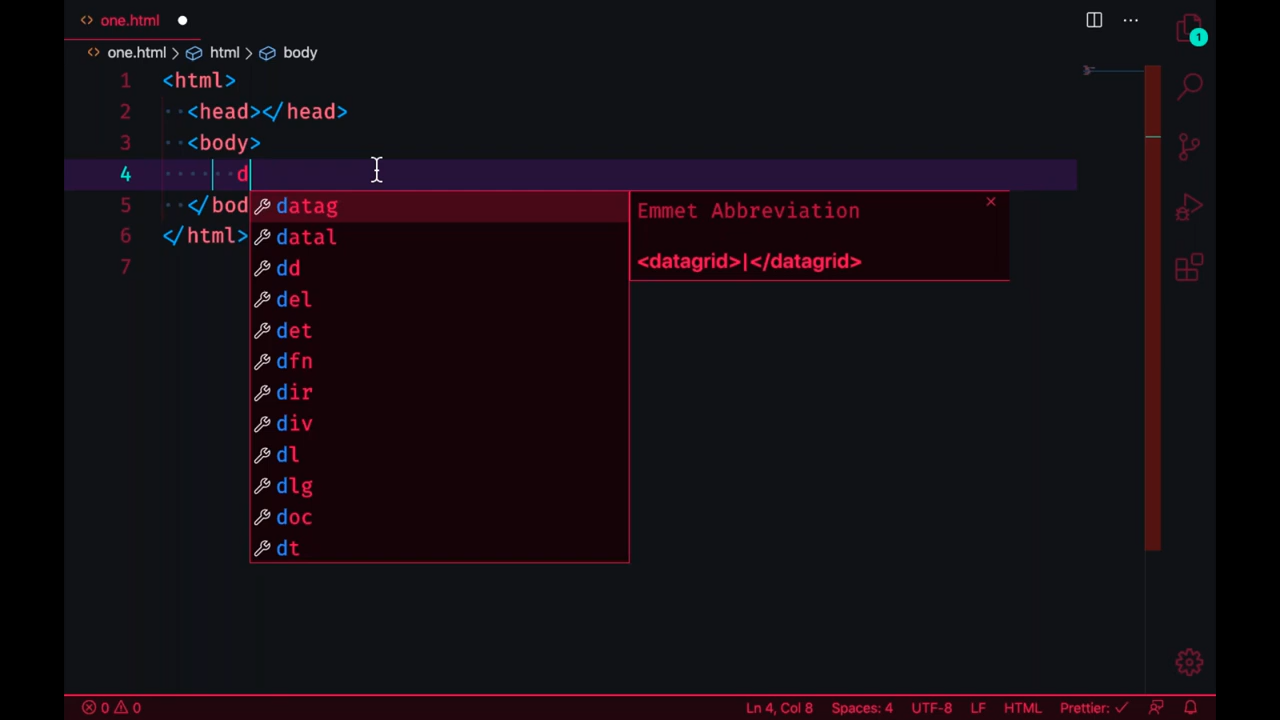 one.html
one.html > html > body
1 <html>
2 <head></head>
3 <body>
4 d
5 </bod
6 </html>
7
datag
datal
dd
del
det
dfn
dir
div
dl
dlg
doc
dt
Emmet Abbreviation
<datagrid>|</datagrid>
1
0 0 Ln 4, Col 8 Spaces: 4 UTF-8 LF HTML Prettier: ✓